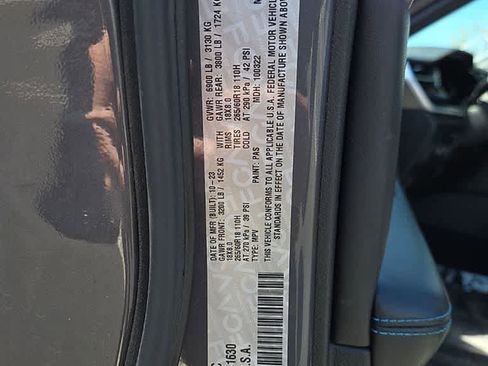 DATE OF MFR (BUILT): 10-23 GVWR: 6900 LB / 3130 KG
GAWR FRONT: 3200 LB / 1452 KG WITH GAWR REAR: 3800 LB / 1724 KG
18X8.0 RIMS 18X8.0
265/60R18 110H TIRES 265/60R18 110H
AT 270 kPa / 39 PSI COLD AT 290 kPa / 42 PSI
TYPE: MPV PAINT: PAS MDH: 100322
THIS VEHICLE CONFORMS TO ALL APPLICABLE U.S.A. FEDERAL MOTOR VEHICLE
STANDARDS IN EFFECT ON THE DATE OF MANUFACTURE SHOWN ABOVE
1630
U.S.A.